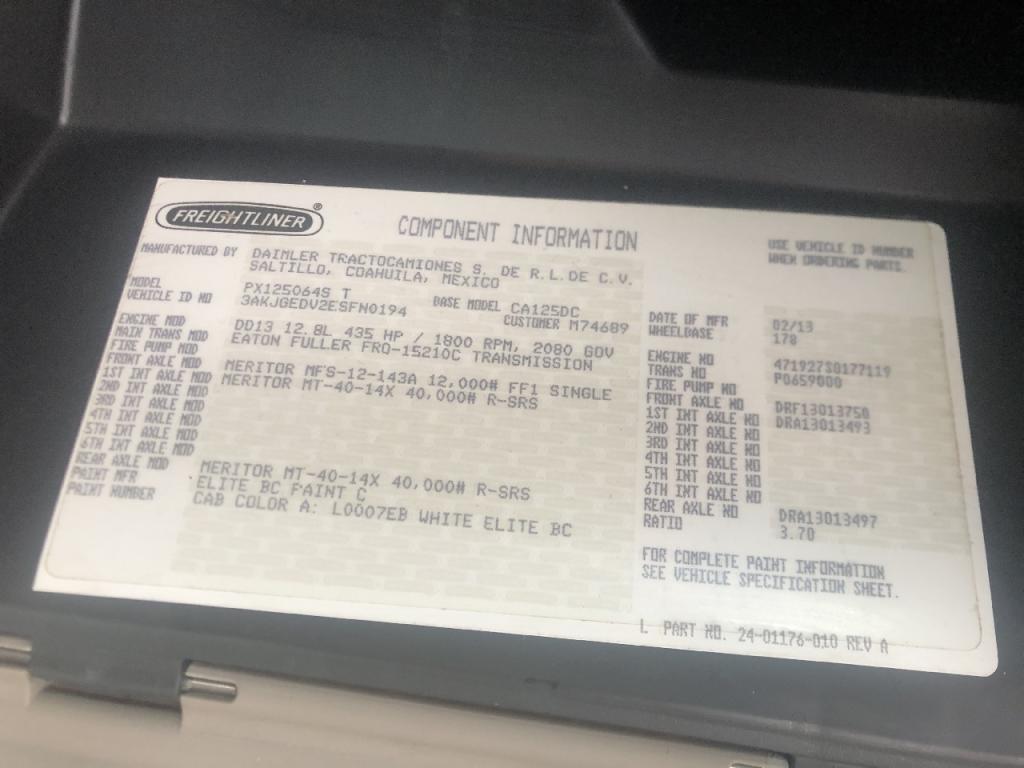 FREIGHTLINER®
COMPONENT INFORMATION
USE VEHICLE ID NUMBER
WHEN ORDERING PARTS.
MANUFACTURED BY DAIMLER TRACTOCAMIONES S. DE R.L.DE C.V.
SALTILLO, COAHUILA, MEXICO
MODEL PX125064S T BASE MODEL CA125DC
VEHICLE ID NO 3AKJGEDV2ESFN0194 CUSTOMER M74689
ENGINE MOD DD13 12.8L 435 HP / 1800 RPM, 2080 GOV
MAIN TRANS MOD EATON FULLER FRO-15210C TRANSMISSION
FIRE PUMP MOD
FRONT AXLE MOD MERITOR MFS-12-143A 12,000# FF1 SINGLE
1ST INT AXLE MOD MERITOR MT-40-14X 40,000# R-SRS
2ND INT AXLE MOD
3RD INT AXLE MOD
4TH INT AXLE MOD
5TH INT AXLE MOD
6TH INT AXLE MOD
REAR AXLE MOD MERITOR MT-40-14X 40,000# R-SRS
PAINT MFR ELITE BC PAINT C
PAINT NUMBER CAB COLOR A: L0007EB WHITE ELITE BC
DATE OF MFR 02/13
WHEELBASE 178
ENGINE NO 471927S0177119
TRANS NO P0659000
FIRE PUMP NO
FRONT AXLE NO DRF13013750
1ST INT AXLE NO DRA13013493
2ND INT AXLE NO
3RD INT AXLE NO
4TH INT AXLE NO
5TH INT AXLE NO
6TH INT AXLE NO
REAR AXLE NO DRA13013497
RATIO 3.70
FOR COMPLETE PAINT INFORMATION
SEE VEHICLE SPECIFICATION SHEET.
L PART NO. 24-01176-010 REV A